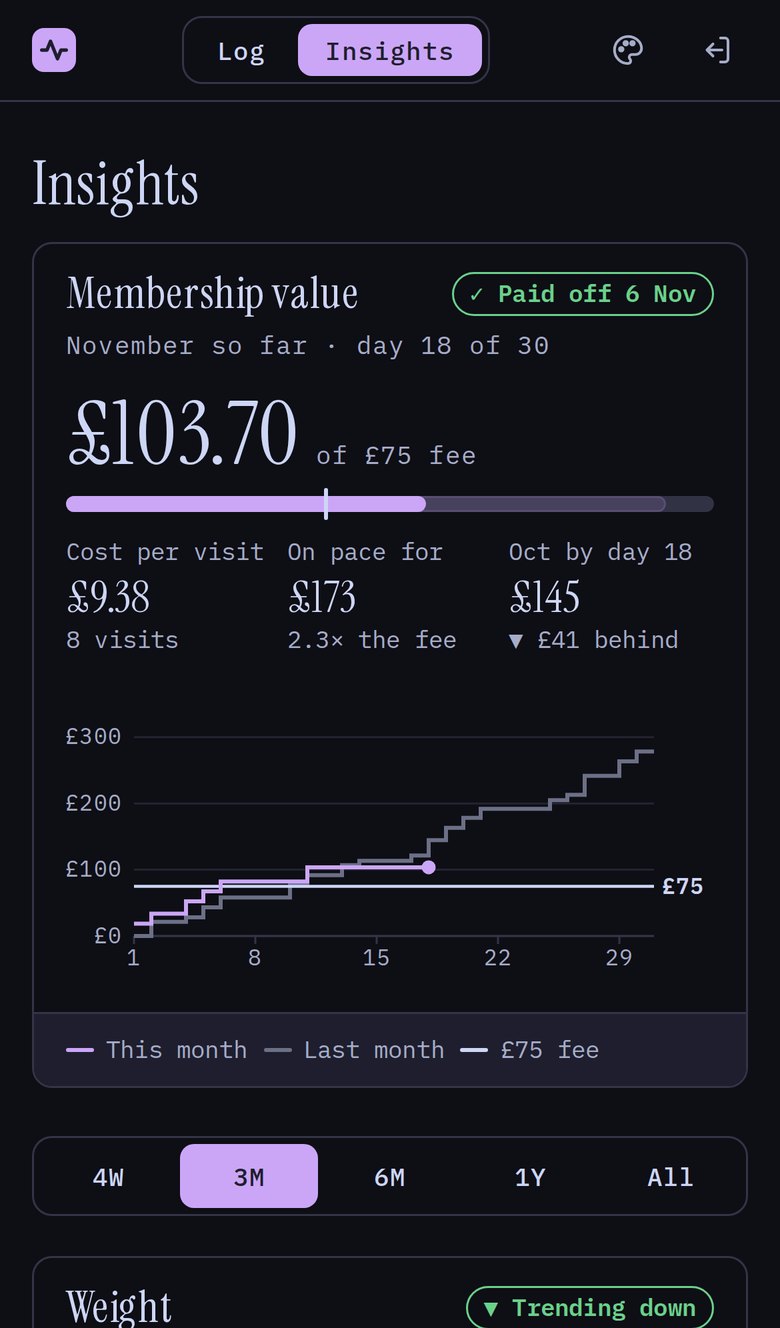 Log Insights
Insights
Membership value ✓ Paid off 6 Nov
November so far · day 18 of 30
£103.70 of £75 fee
Cost per visit On pace for Oct by day 18
£9.38 £173 £145
8 visits 2.3× the fee ▼ £41 behind
£300
£200
£100
£75
£0
1 8 15 22 29
This month Last month £75 fee
4W 3M 6M 1Y All
Weight ▼ Trending down